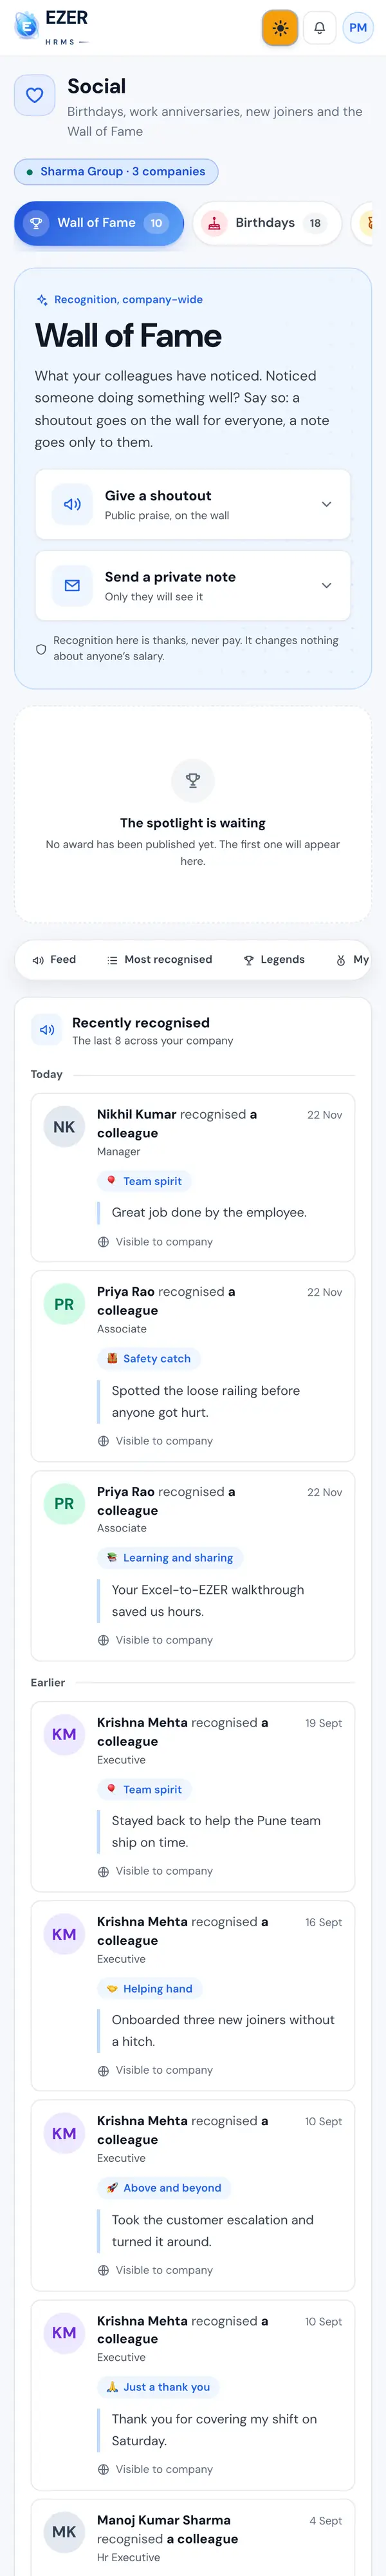 EZER
HRMS
PM
Social
Birthdays, work anniversaries, new joiners and the
Wall of Fame
Sharma Group · 3 companies
Wall of Fame 10
Birthdays 18
Recognition, company-wide
Wall of Fame
What your colleagues have noticed. Noticed
someone doing something well? Say so: a
shoutout goes on the wall for everyone, a note
goes only to them.
Give a shoutout
Public praise, on the wall
Send a private note
Only they will see it
Recognition here is thanks, never pay. It changes nothing
about anyone's salary.
The spotlight is waiting
No award has been published yet. The first one will appear
here.
Feed
Most recognised
Legends
My
Recently recognised
The last 8 across your company
Today
NK
Nikhil Kumar recognised a
colleague
22 Nov
Manager
Team spirit
Great job done by the employee.
Visible to company
PR
Priya Rao recognised a
colleague
22 Nov
Associate
Safety catch
Spotted the loose railing before
anyone got hurt.
Visible to company
PR
Priya Rao recognised a
colleague
22 Nov
Associate
Learning and sharing
Your Excel-to-EZER walkthrough
saved us hours.
Visible to company
Earlier
KM
Krishna Mehta recognised a
colleague
19 Sept
Executive
Team spirit
Stayed back to help the Pune team
ship on time.
Visible to company
KM
Krishna Mehta recognised a
colleague
16 Sept
Executive
Helping hand
Onboarded three new joiners without
a hitch.
Visible to company
KM
Krishna Mehta recognised a
colleague
10 Sept
Executive
Above and beyond
Took the customer escalation and
turned it around.
Visible to company
KM
Krishna Mehta recognised a
colleague
10 Sept
Executive
Just a thank you
Thank you for covering my shift on
Saturday.
Visible to company
MK
Manoj Kumar Sharma
recognised a colleague
4 Sept
Hr Executive